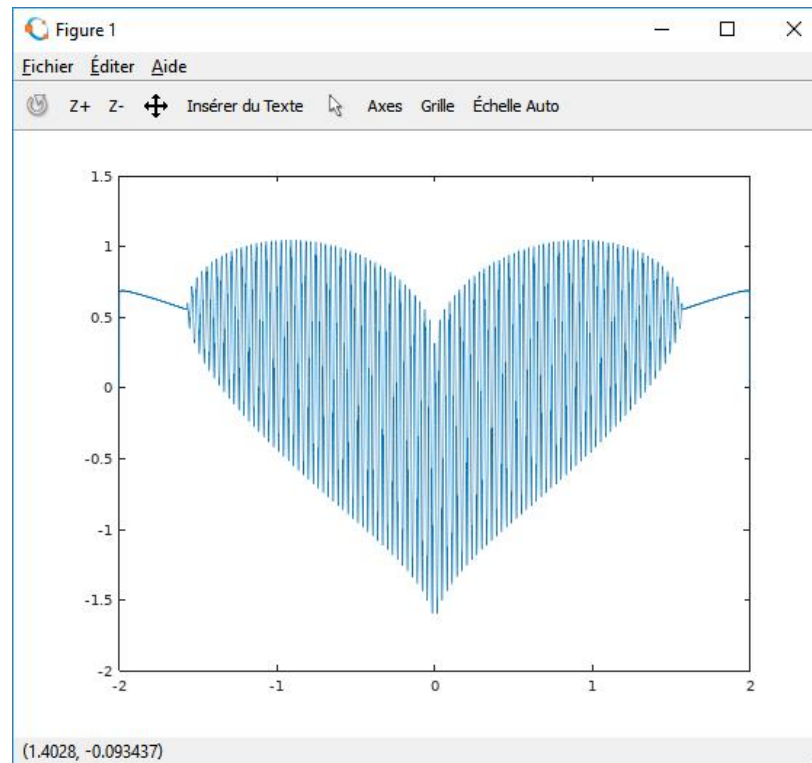 Figure 1
Fichier Éditer Aide
Z+ Z- Insérer du Texte Axes Grille Échelle Auto
1.5
1
0.5
0
-0.5
-1
-1.5
-2
-2 -1 0 1 2
(1.4028, -0.093437)